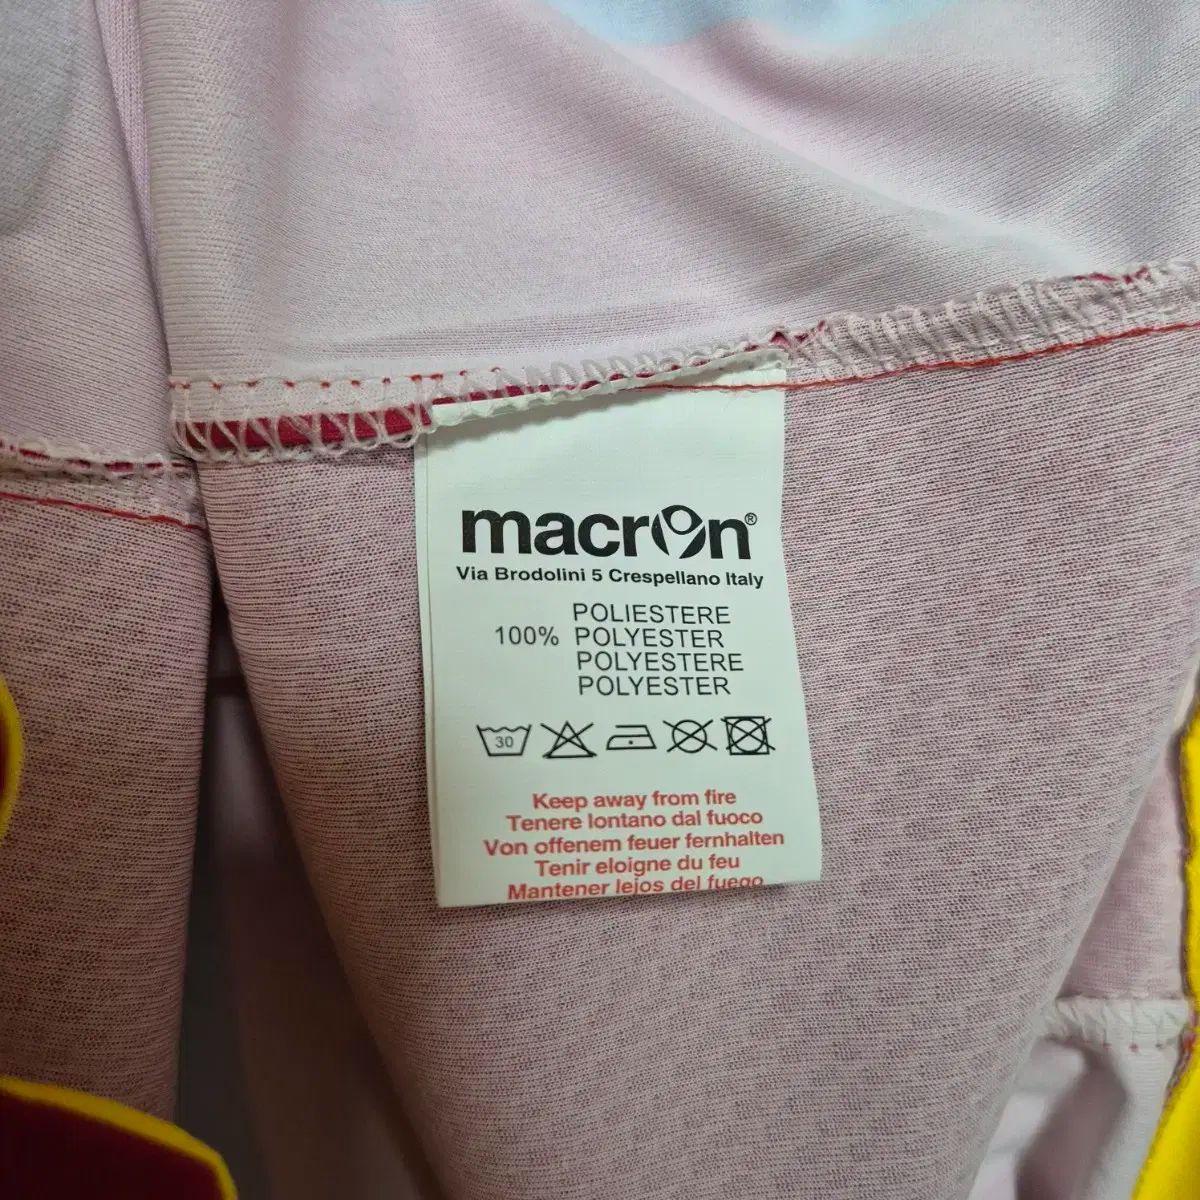 macron®
Via Brodolini 5 Crespellano Italy
POLIESTERE
100% POLYESTER
POLYESTERE
POLYESTER
30
Keep away from fire
Tenere lontano dal fuoco
Von offenem feuer fernhalten
Tenir eloigne du feu
Mantener lejos del fuego